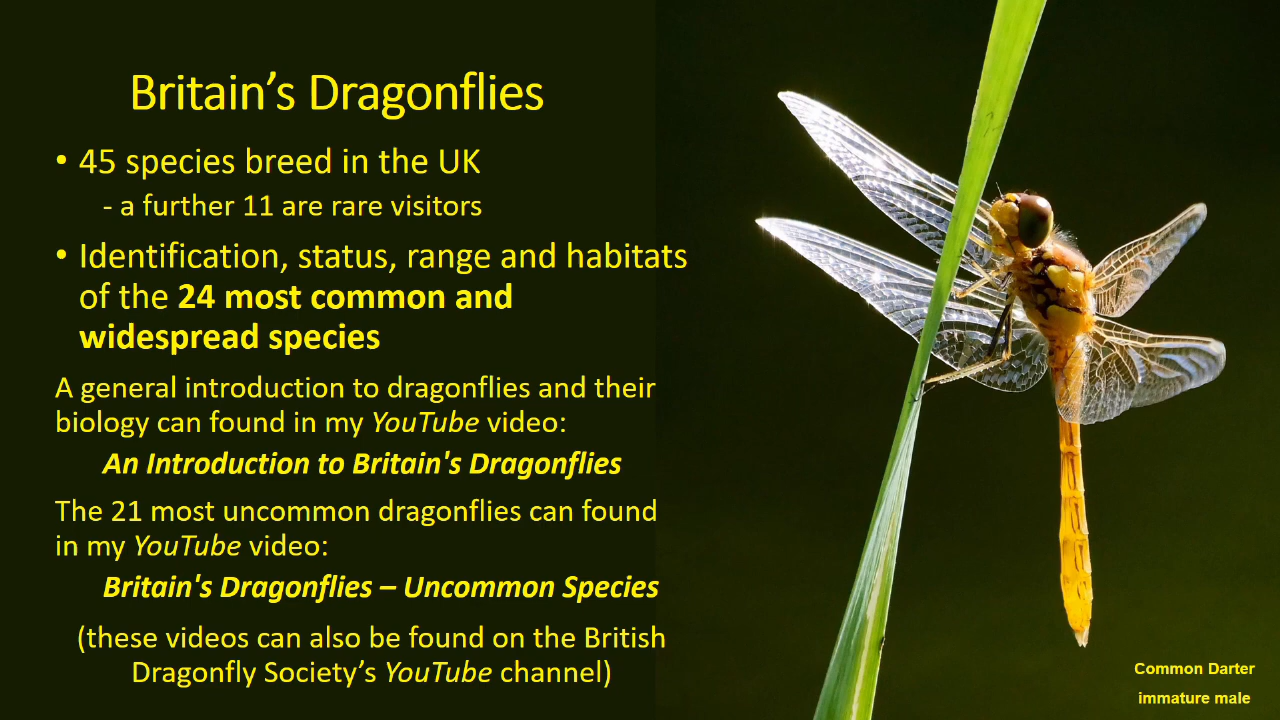 Britain’s Dragonflies
• 45 species breed in the UK
- a further 11 are rare visitors
• Identification, status, range and habitats
of the 24 most common and
widespread species
A general introduction to dragonflies and their
biology can found in my YouTube video:
An Introduction to Britain's Dragonflies
The 21 most uncommon dragonflies can found
in my YouTube video:
Britain's Dragonflies – Uncommon Species
(these videos can also be found on the British
Dragonfly Society’s YouTube channel)
Common Darter
immature male